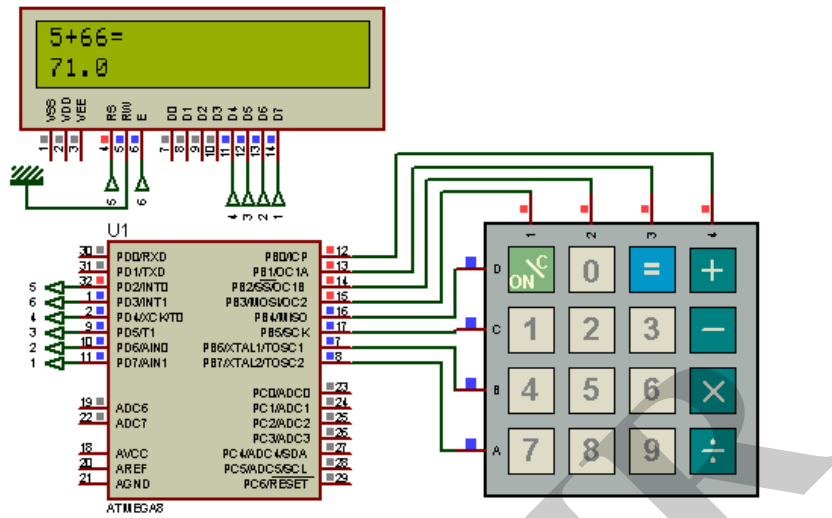 5+66=
71.0
VSS VDD VEE RS RW E D0 D1 D2 D3 D4 D5 D6 D7
1 2 3 4 5 6 7 8 9 10 11 12 13 14
5 6 4 3 2 1
U1
30 PD0/RXD PB0/ICP 12
31 PD1/TXD PB1/OC1A 13
5 32 PD2/INT0 PB2/SS/OC1B 14
6 1 PD3/INT1 PB3/MOSI/OC2 15
4 2 PD4/XCK/T0 PB4/MISO 16
3 9 PD5/T1 PB5/SCK 17
2 10 PD6/AIN0 PB6/XTAL1/TOSC1 7
1 11 PD7/AIN1 PB7/XTAL2/TOSC2 8
PC0/ADC0 23
19 ADC6 PC1/ADC1 24
22 ADC7 PC2/ADC2 25
PC3/ADC3 26
18 AVCC PC4/ADC4/SDA 27
20 AREF PC5/ADC5/SCL 28
21 AGND PC6/RESET 29
ATMEGA8
1 2 3 4
D ON/C 0 = +
C 1 2 3 −
B 4 5 6 ×
A 7 8 9 ÷